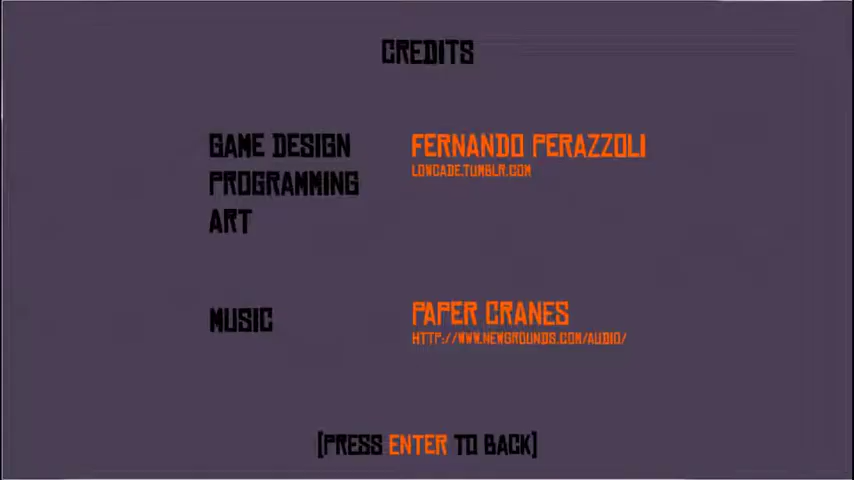 CREDITS
GAME DESIGN
PROGRAMMING
ART
FERNANDO PERAZZOLI
LOWCADE.TUMBLR.COM
MUSIC
PAPER CRANES
HTTP://WWW.NEWGROUNDS.COM/AUDIO/
[PRESS ENTER TO BACK]